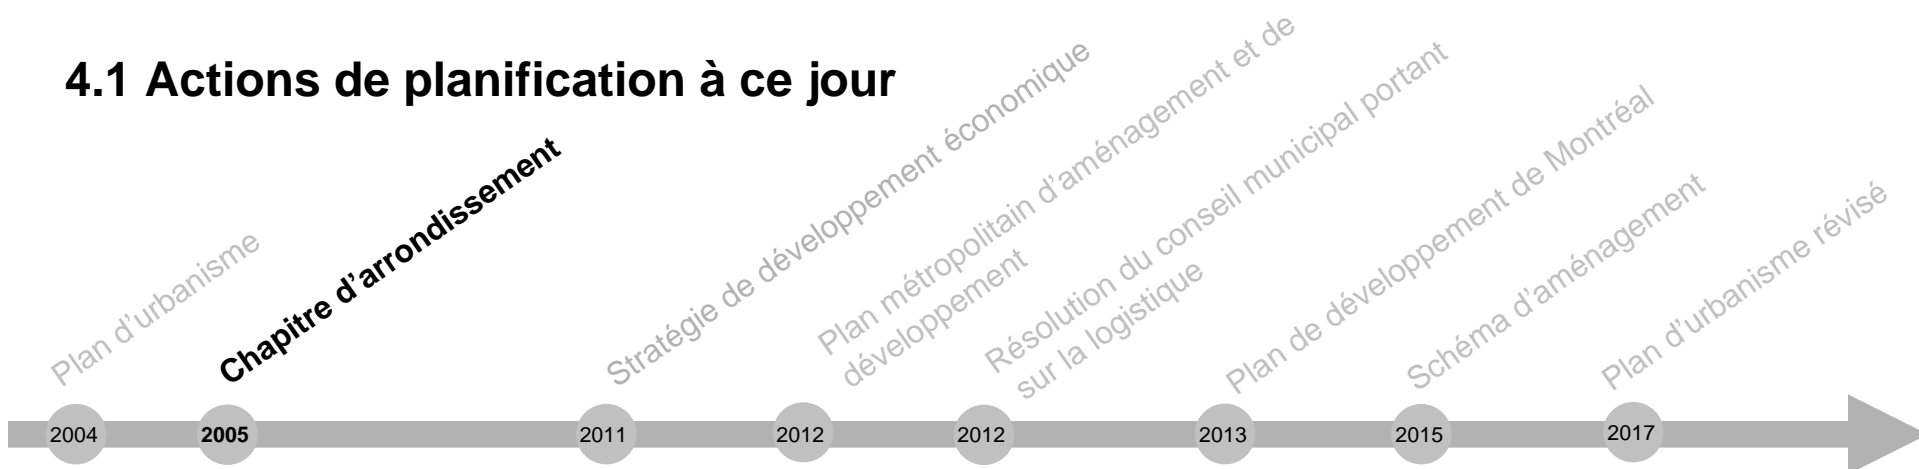 4.1 Actions de planification à ce jour
Plan d'urbanisme
Chapitre d'arrondissement
Stratégie de développement économique
Plan métropolitain d'aménagement et de
développement
Résolution du conseil municipal portant
sur la logistique
Plan de développement de Montréal
Schéma d'aménagement
Plan d'urbanisme révisé
2004
2005
2011
2012
2012
2013
2015
2017